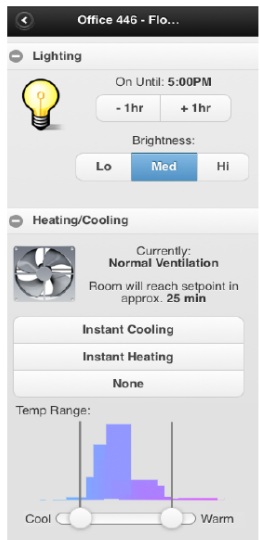 Office 446 - Flo...
Lighting
On Until: 5:00PM
- 1hr + 1hr
Brightness:
Lo Med Hi
Heating/Cooling
Currently:
Normal Ventilation
Room will reach setpoint in
approx. 25 min
Instant Cooling
Instant Heating
None
Temp Range:
Cool Warm